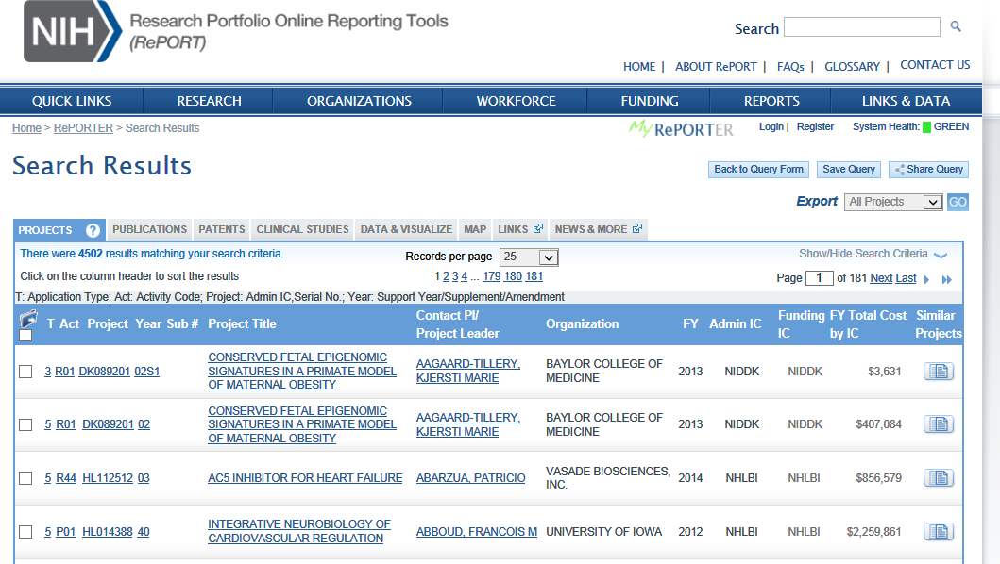 NIH Research Portfolio Online Reporting Tools
(RePORT)
Search
HOME | ABOUT RePORT | FAQs | GLOSSARY | CONTACT US
QUICK LINKS RESEARCH ORGANIZATIONS WORKFORCE FUNDING REPORTS LINKS & DATA
Home > RePORTER > Search Results
My RePORTER Login | Register System Health: GREEN
Search Results
Back to Query Form Save Query Share Query
Export All Projects GO
PROJECTS ? PUBLICATIONS PATENTS CLINICAL STUDIES DATA & VISUALIZE MAP LINKS NEWS & MORE
There were 4502 results matching your search criteria. Records per page 25 Show/Hide Search Criteria
Click on the column header to sort the results 1 2 3 4 ... 179 180 181 Page 1 of 181 Next Last
T: Application Type; Act: Activity Code; Project: Admin IC,Serial No.; Year: Support Year/Supplement/Amendment
T Act Project Year Sub # Project Title Contact PI/ Project Leader Organization FY Admin IC Funding IC FY Total Cost by IC Similar Projects
3 R01 DK089201 02S1
CONSERVED FETAL EPIGENOMIC
SIGNATURES IN A PRIMATE MODEL
OF MATERNAL OBESITY
AAGAARD-TILLERY,
KJERSTI MARIE
BAYLOR COLLEGE OF
MEDICINE
2013 NIDDK NIDDK $3,631
5 R01 DK089201 02
CONSERVED FETAL EPIGENOMIC
SIGNATURES IN A PRIMATE MODEL
OF MATERNAL OBESITY
AAGAARD-TILLERY,
KJERSTI MARIE
BAYLOR COLLEGE OF
MEDICINE
2013 NIDDK NIDDK $407,084
5 R44 HL112512 03
AC5 INHIBITOR FOR HEART FAILURE
ABARZUA, PATRICIO
VASADE BIOSCIENCES,
INC.
2014 NHLBI NHLBI $856,579
5 P01 HL014388 40
INTEGRATIVE NEUROBIOLOGY OF
CARDIOVASCULAR REGULATION
ABBOUD, FRANCOIS M
UNIVERSITY OF IOWA
2012 NHLBI NHLBI $2,259,861